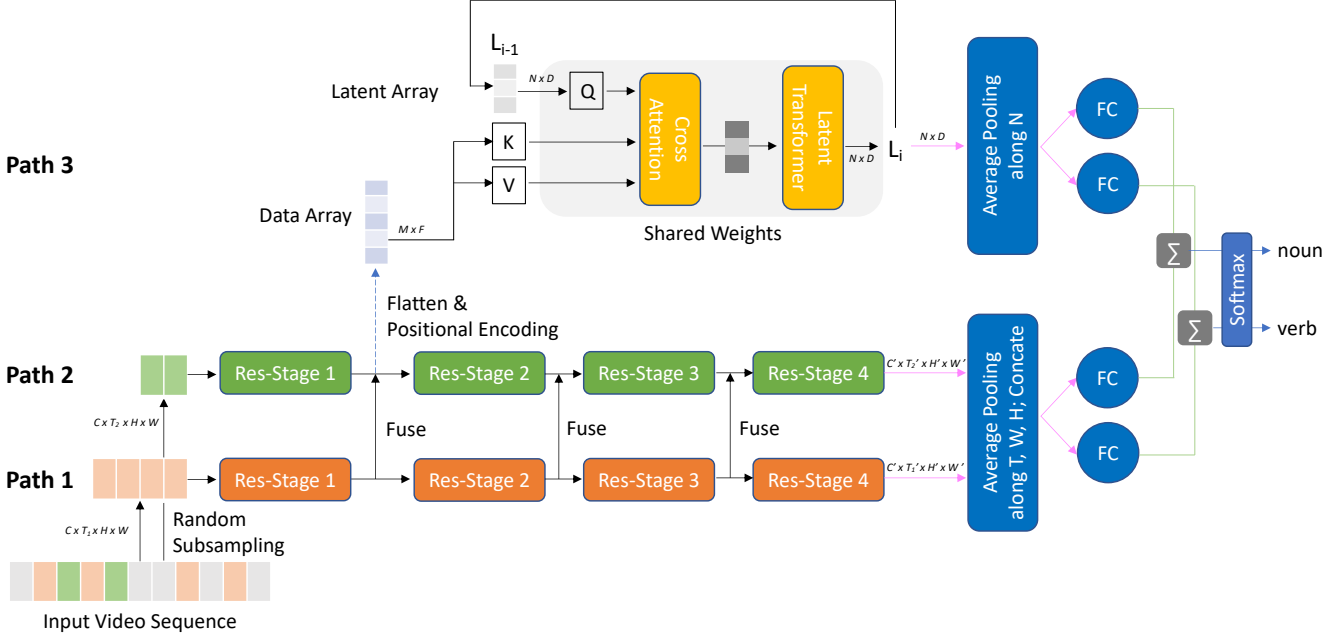 L_{i-1}
Latent Array
N x D
Q
K
V
Cross
Attention
Latent
Transformer
N x D
L_i
N x D
Average Pooling
along N
FC
FC
Path 3
Data Array
M x F
Shared Weights
Σ
Σ
Softmax
noun
verb
Flatten &
Positional Encoding
Path 2
Res-Stage 1
Res-Stage 2
Res-Stage 3
Res-Stage 4
C' x T₂' x H' x W'
C x T₂ x H x W
Fuse
Fuse
Fuse
Average Pooling
along T, W, H; Concate
FC
FC
Path 1
Res-Stage 1
Res-Stage 2
Res-Stage 3
Res-Stage 4
C' x T₁' x H' x W'
C x T₁ x H x W
Random
Subsampling
Input Video Sequence